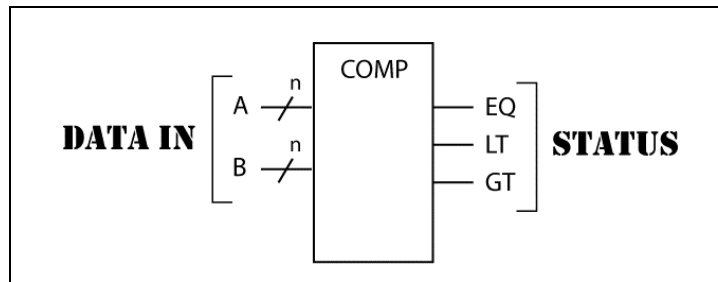 COMP
n
A
EQ
DATA IN
n
LT
STATUS
B
GT